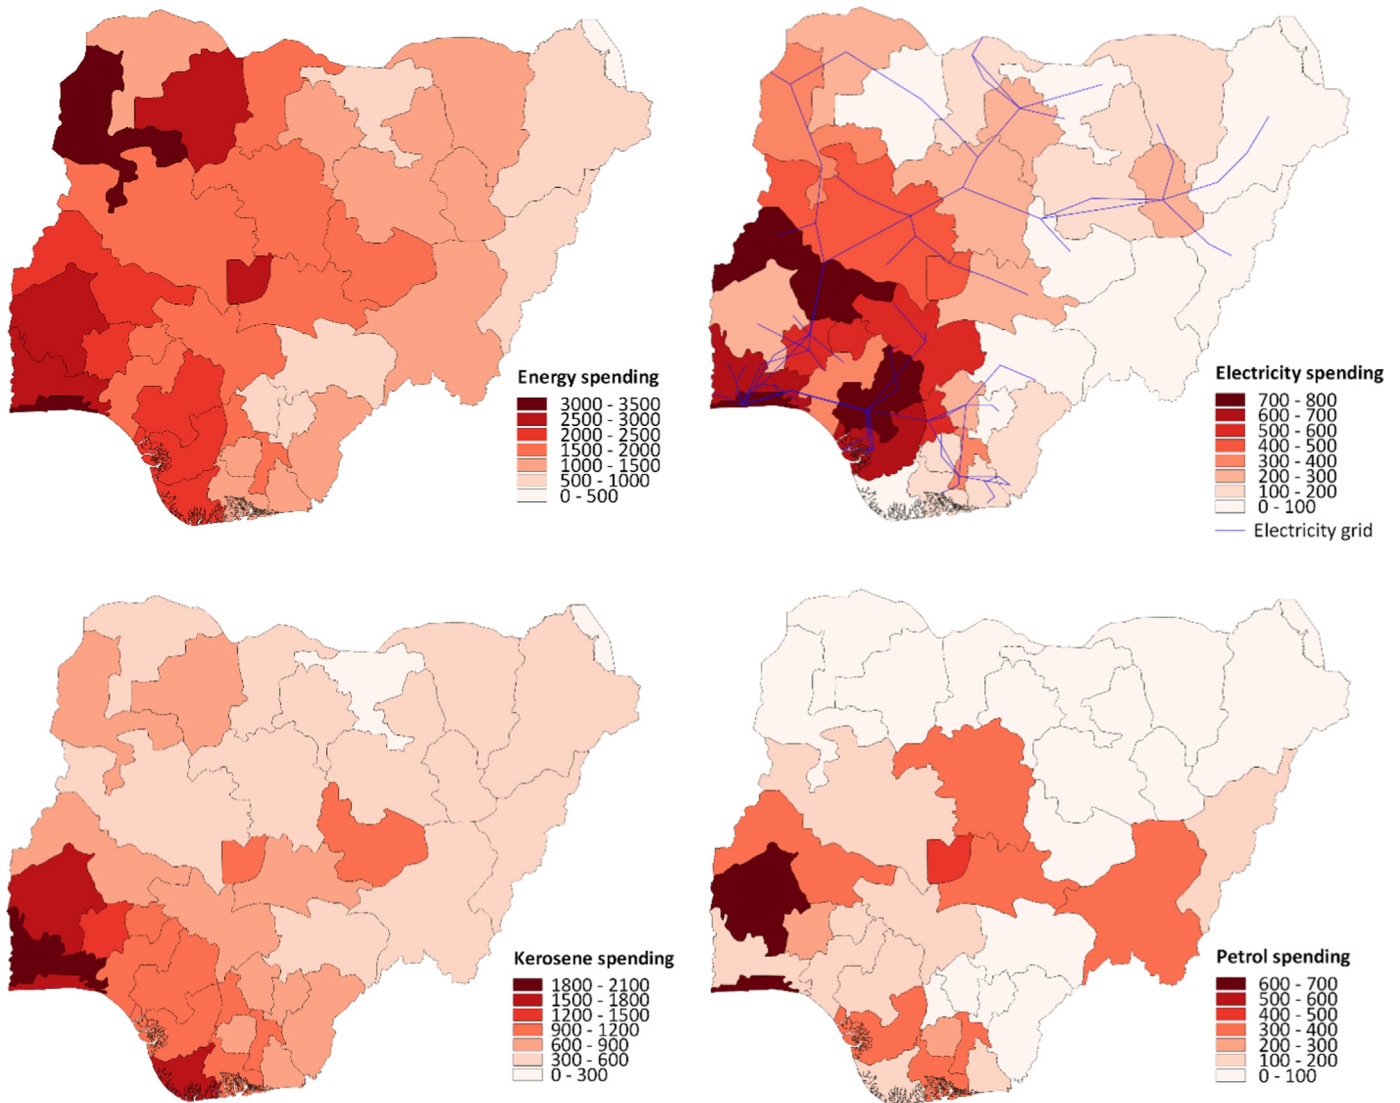 Energy spending
3000 - 3500
2500 - 3000
2000 - 2500
1500 - 2000
1000 - 1500
500 - 1000
0 - 500
Electricity spending
700 - 800
600 - 700
500 - 600
400 - 500
300 - 400
200 - 300
100 - 200
0 - 100
Electricity grid
Kerosene spending
1800 - 2100
1500 - 1800
1200 - 1500
900 - 1200
600 - 900
300 - 600
0 - 300
Petrol spending
600 - 700
500 - 600
400 - 500
300 - 400
200 - 300
100 - 200
0 - 100